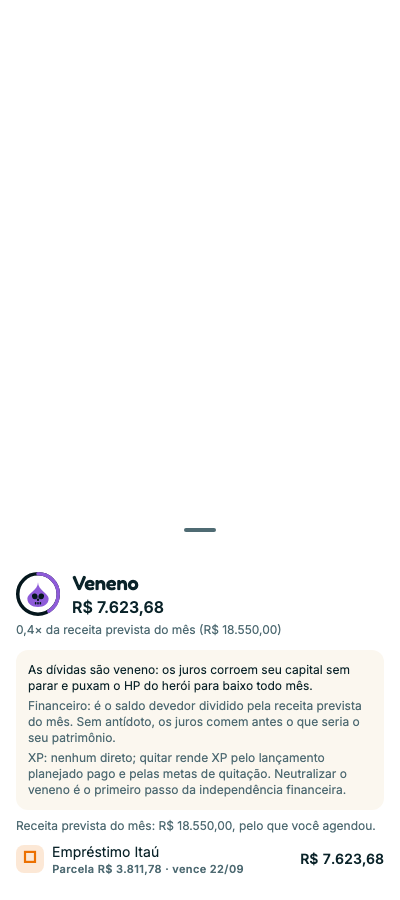 Veneno
R$ 7.623,68
0,4× da receita prevista do mês (R$ 18.550,00)
As dívidas são veneno: os juros corroem seu capital sem
parar e puxam o HP do herói para baixo todo mês.
Financeiro: é o saldo devedor dividido pela receita prevista
do mês. Sem antídoto, os juros comem antes o que seria o
seu patrimônio.
XP: nenhum direto; quitar rende XP pelo lançamento
planejado pago e pelas metas de quitação. Neutralizar o
veneno é o primeiro passo da independência financeira.
Receita prevista do mês: R$ 18.550,00, pelo que você agendou.
Empréstimo Itaú
R$ 7.623,68
Parcela R$ 3.811,78 · vence 22/09